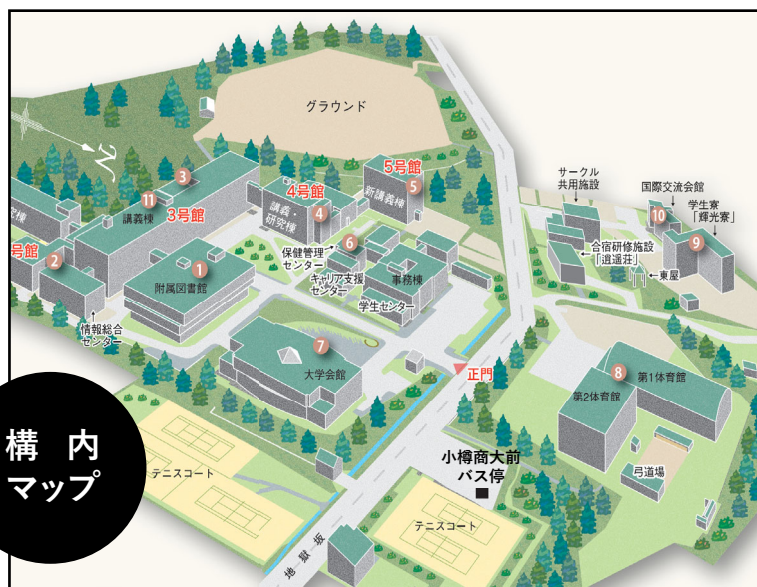 グラウンド
N
5号館
新講義棟
5
4号館
講義・
研究棟
4
3
11
講義棟
3号館
究棟
号館
2
1
附属図書館
6
保健管理
センター
キャリア支援
センター
事務棟
学生センター
情報総合
センター
7
大学会館
正門
サークル
共用施設
国際交流会館
10
学生寮
「輝光寮」
9
合宿研修施設
「逍遥荘」
東屋
8
第1体育館
第2体育館
弓道場
小樽商大前
バス停
テニスコート
テニスコート
地獄坂
構内
マップ